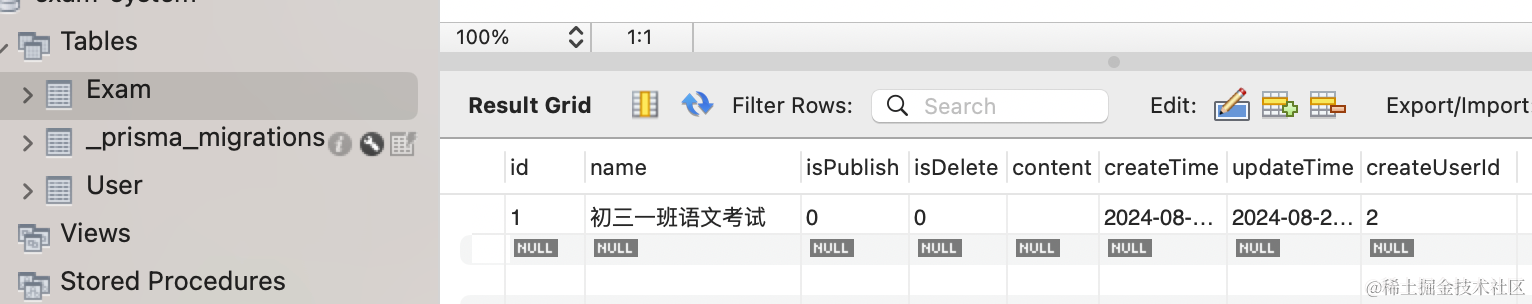 exam-system
Tables
Exam
_prisma_migrations
User
Views
Stored Procedures
100% 1:1
Result Grid Filter Rows: Search Edit: Export/Import
id name isPublish isDelete content createTime updateTime createUserId
1 初三一班语文考试 0 0 2024-08-... 2024-08-2... 2
NULL NULL NULL NULL NULL NULL NULL NULL
@稀土掘金技术社区